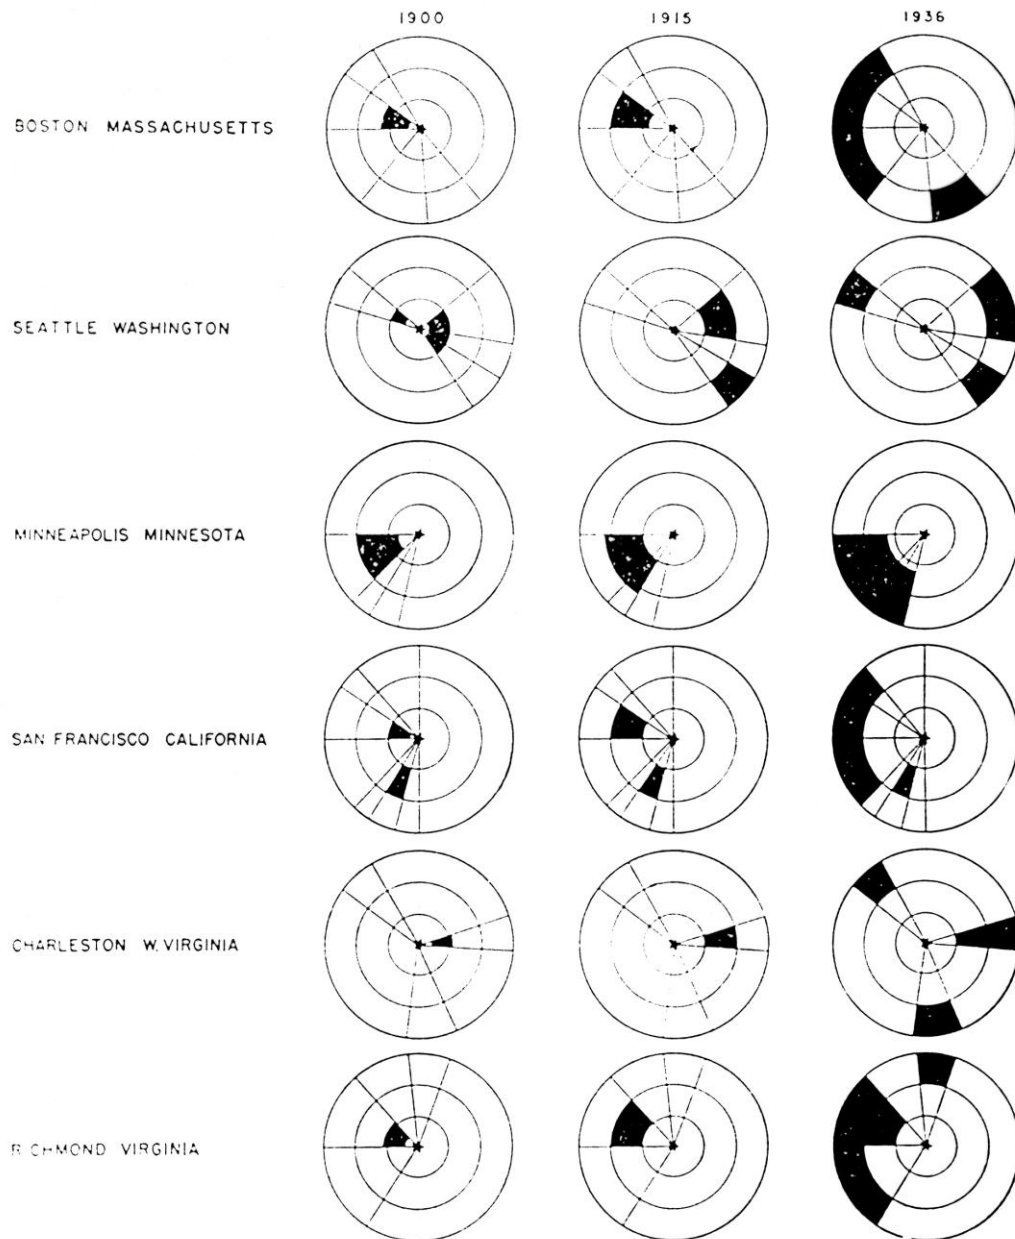 1900 1915 1936
BOSTON MASSACHUSETTS
SEATTLE WASHINGTON
MINNEAPOLIS MINNESOTA
SAN FRANCISCO CALIFORNIA
CHARLESTON W. VIRGINIA
RICHMOND VIRGINIA